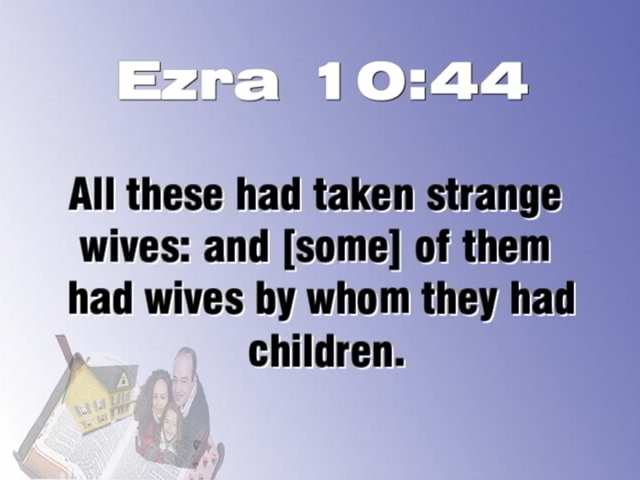 Ezra 10:44
All these had taken strange
wives: and [some] of them
had wives by whom they had
children.